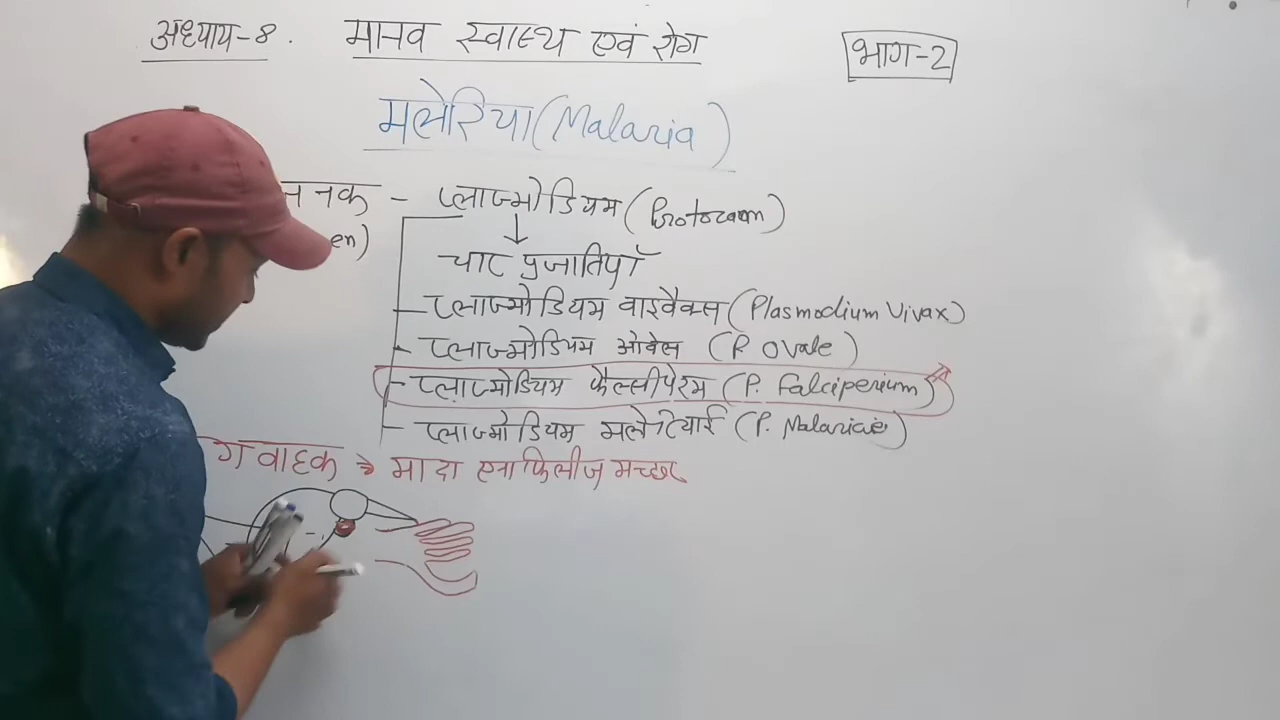 अध्याय-8. मानव स्वास्थ एवं रोग
भाग-2
मलेरिया (Malaria)
जनक - प्लाज्मोडियम (Protozoan)
en)
चार प्रजातियाँ
- प्लाज्मोडियम वाइवैक्स (Plasmodium Vivax)
- प्लाज्मोडियम ओवेल (P. Ovale)
- प्लाज्मोडियम फैल्सीपेरम (P. Falciperium)
- प्लाज्मोडियम मलेरियाई (P. Malariae)
ग वाहक → मादा एनाफिलीज मच्छर